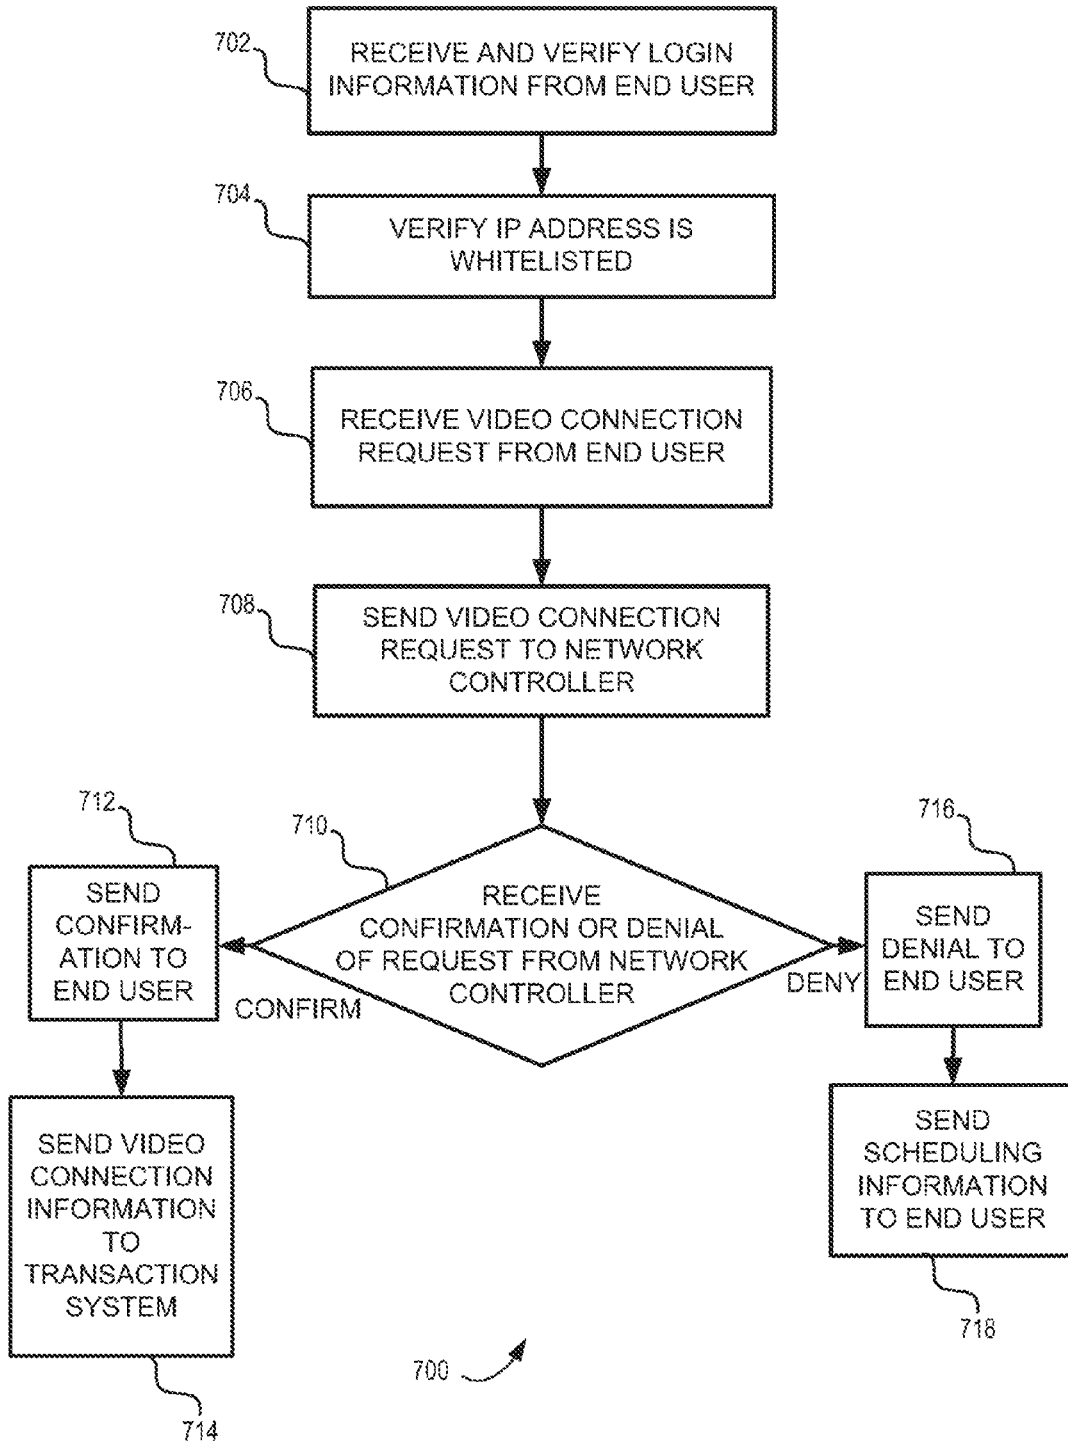 702
RECEIVE AND VERIFY LOGIN
INFORMATION FROM END USER
704
VERIFY IP ADDRESS IS
WHITELISTED
706
RECEIVE VIDEO CONNECTION
REQUEST FROM END USER
708
SEND VIDEO CONNECTION
REQUEST TO NETWORK
CONTROLLER
710
RECEIVE
CONFIRMATION OR DENIAL
OF REQUEST FROM NETWORK
CONTROLLER
CONFIRM
DENY
712
SEND
CONFIRM-
ATION TO
END USER
716
SEND
DENIAL TO
END USER
SEND VIDEO
CONNECTION
INFORMATION
TO
TRANSACTION
SYSTEM
714
SEND
SCHEDULING
INFORMATION
TO END USER
718
700